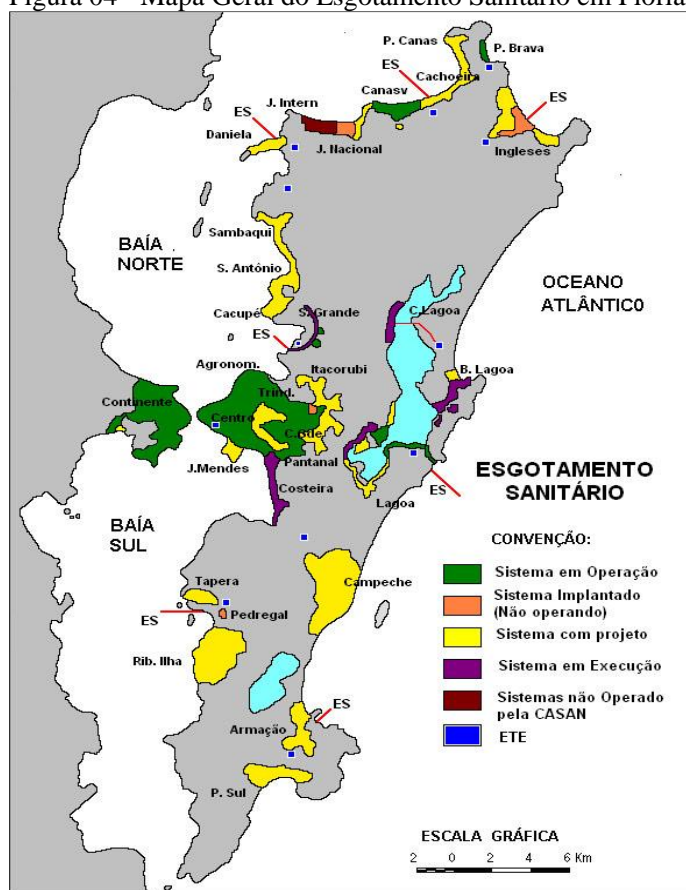 Figura 04 - Mapa Geral do Esgotamento Sanitário em Floria
P. Canas
P. Brava
ES
Canasv
Cachoeira
J. Intern
ES
ES
Daniela
J. Nacional
Ingleses
Sambaqui
BAÍA
NORTE
S. Antônio
OCEANO
ATLÂNTICO
Cacupé
S. Grande
C. Lagoa
ES
Agronom.
Itacorubi
B. Lagoa
Continente
Trind.
Centro
C. Gde
J.Mendes
Pantanal
ES
Costeira
Lagoa
ESGOTAMENTO
SANITÁRIO
BAÍA
SUL
CONVENÇÃO:
Sistema em Operação
Tapera
Campeche
Sistema Implantado
(Não operando)
ES
Pedregal
Sistema com projeto
Rib. Ilha
Sistema em Execução
Sistemas não Operado
pela CASAN
ES
Armação
ETE
P. Sul
ESCALA GRÁFICA
2 0 2 4 6 Km